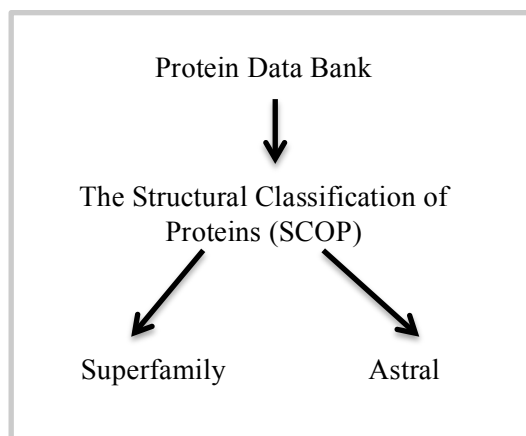 Protein Data Bank
The Structural Classification of
Proteins (SCOP)
Superfamily
Astral